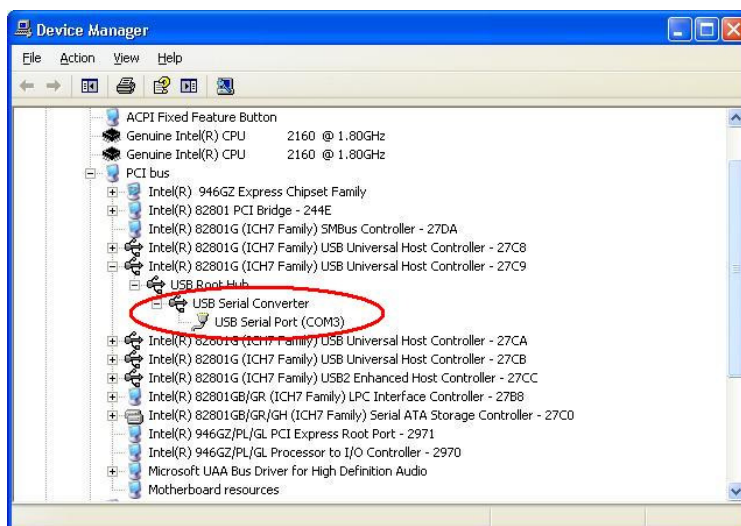 Device Manager
File Action View Help
ACPI Fixed Feature Button
Genuine Intel(R) CPU 2160 @ 1.80GHz
Genuine Intel(R) CPU 2160 @ 1.80GHz
PCI bus
Intel(R) 946GZ Express Chipset Family
Intel(R) 82801 PCI Bridge - 244E
Intel(R) 82801G (ICH7 Family) SMBus Controller - 27DA
Intel(R) 82801G (ICH7 Family) USB Universal Host Controller - 27C8
Intel(R) 82801G (ICH7 Family) USB Universal Host Controller - 27C9
USB Root Hub
USB Serial Converter
USB Serial Port (COM3)
Intel(R) 82801G (ICH7 Family) USB Universal Host Controller - 27CA
Intel(R) 82801G (ICH7 Family) USB Universal Host Controller - 27CB
Intel(R) 82801G (ICH7 Family) USB2 Enhanced Host Controller - 27CC
Intel(R) 82801GB/GR (ICH7 Family) LPC Interface Controller - 27B8
Intel(R) 82801GB/GR/GH (ICH7 Family) Serial ATA Storage Controller - 27C0
Intel(R) 946GZ/PL/GL PCI Express Root Port - 2971
Intel(R) 946GZ/PL/GL Processor to I/O Controller - 2970
Microsoft UAA Bus Driver for High Definition Audio
Motherboard resources